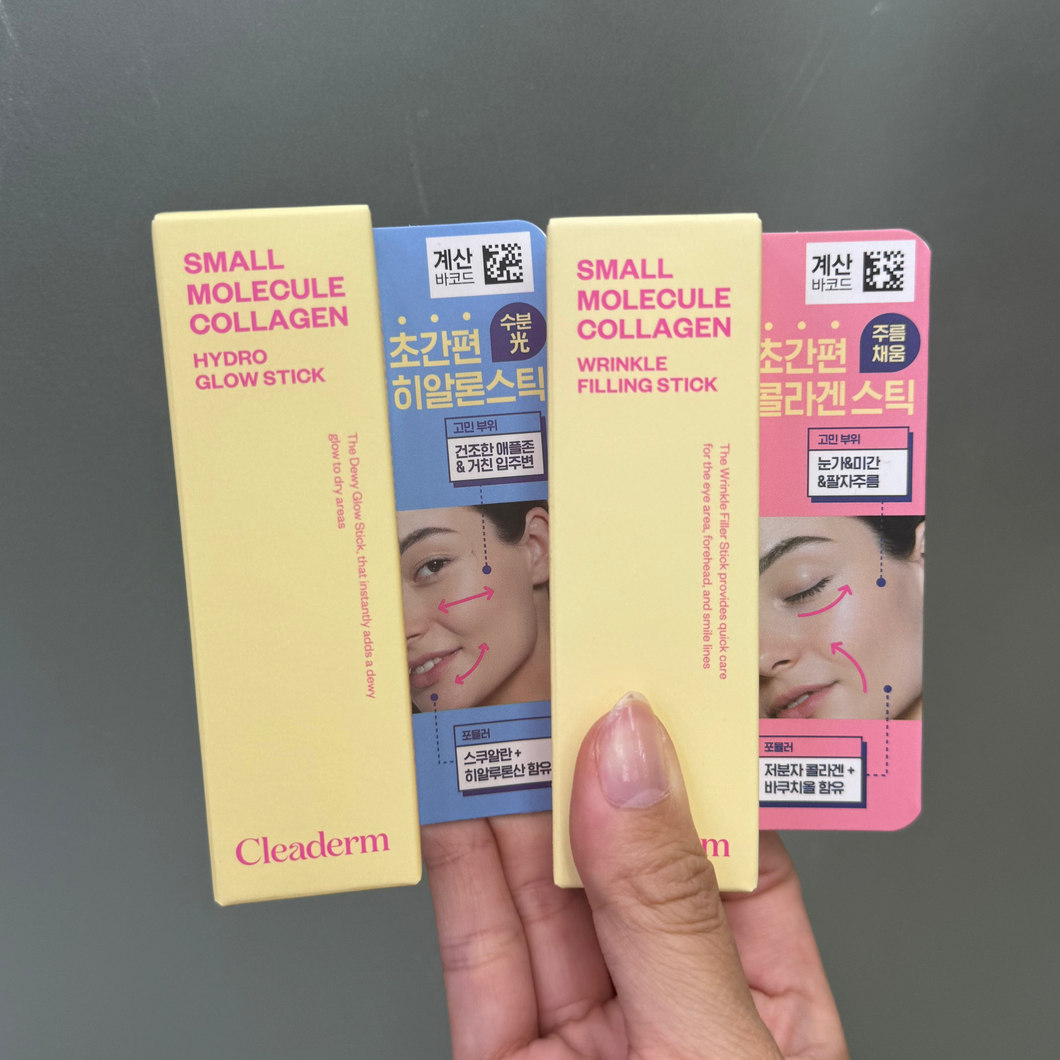 SMALL
MOLECULE
COLLAGEN
HYDRO
GLOW STICK
The Dewy Glow Stick, that instantly adds a dewy
glow to dry areas
Cleaderm
계산
바코드
수분
光
초간편
히알론스틱
고민 부위
건조한 애플존
& 거친 입주변
포뮬러
스쿠알란 +
히알루론산 함유
SMALL
MOLECULE
COLLAGEN
WRINKLE
FILLING STICK
The Wrinkle Filler Stick provides quick care
for the eye area, forehead, and smile lines
m
계산
바코드
주름
채움
초간편
콜라겐 스틱
고민 부위
눈가&미간
&팔자주름
포뮬러
저분자 콜라겐 +
바쿠치올 함유